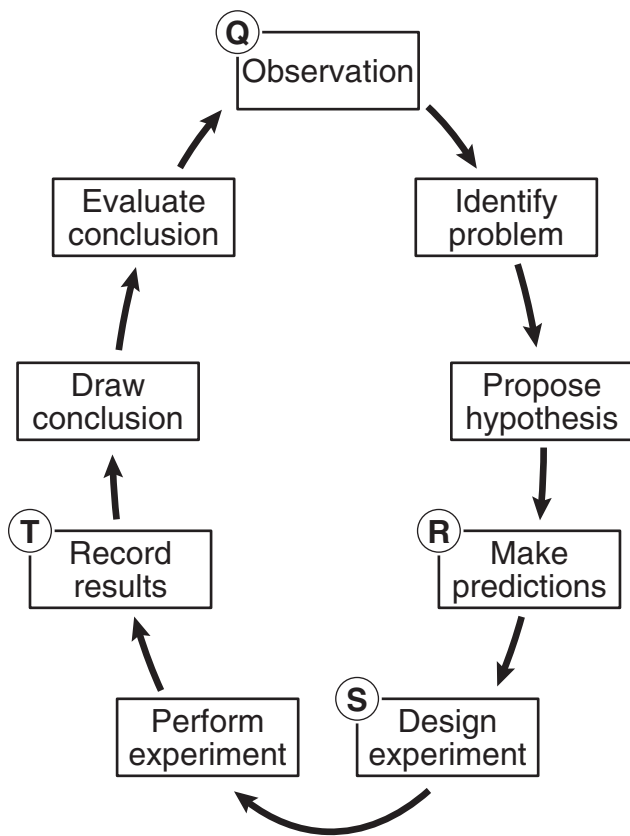 Q
Observation
Identify
problem
Propose
hypothesis
R
Make
predictions
S
Design
experiment
Perform
experiment
T
Record
results
Draw
conclusion
Evaluate
conclusion